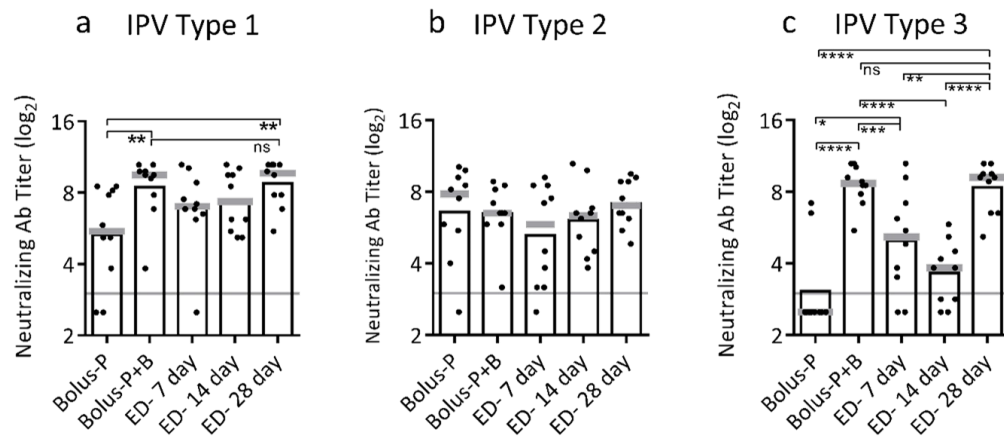 a IPV Type 1
Neutralizing Ab Titer (log2)
16
8
4
2
**
**
ns
Bolus-P
Bolus-P+B
ED- 7 day
ED- 14 day
ED- 28 day
b IPV Type 2
Neutralizing Ab Titer (log2)
16
8
4
2
Bolus-P
Bolus-P+B
ED- 7 day
ED- 14 day
ED- 28 day
c IPV Type 3
Neutralizing Ab Titer (log2)
16
8
4
2
****
ns
**
****
****
*
***
****
Bolus-P
Bolus-P+B
ED- 7 day
ED- 14 day
ED- 28 day